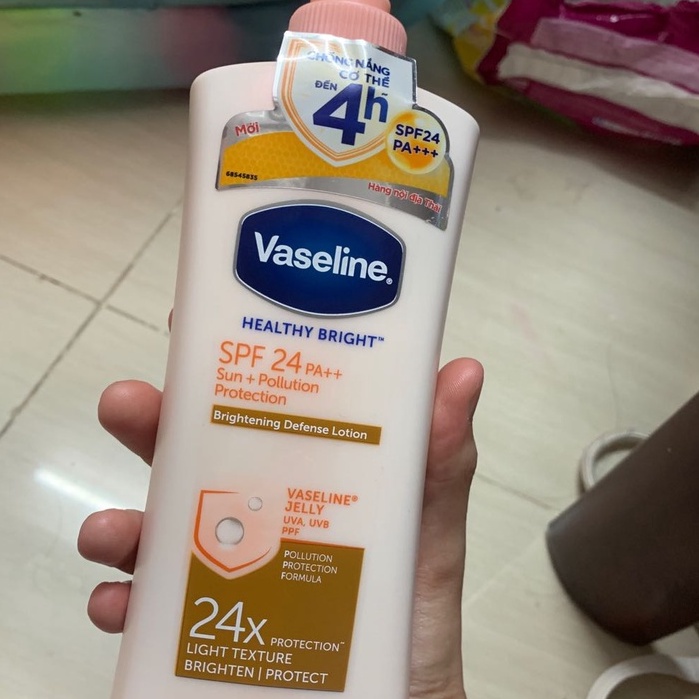 CHỐNG NẮNG
CƠ THỂ
ĐẾN
4h
SPF24
PA+++
Mới
68545835
Hàng nội địa Thái
Vaseline®
HEALTHY BRIGHT™
SPF 24 PA++
Sun + Pollution
Protection
Brightening Defense Lotion
VASELINE®
JELLY
UVA, UVB
PPF
POLLUTION
PROTECTION
FORMULA
24x PROTECTION~
LIGHT TEXTURE
BRIGHTEN | PROTECT